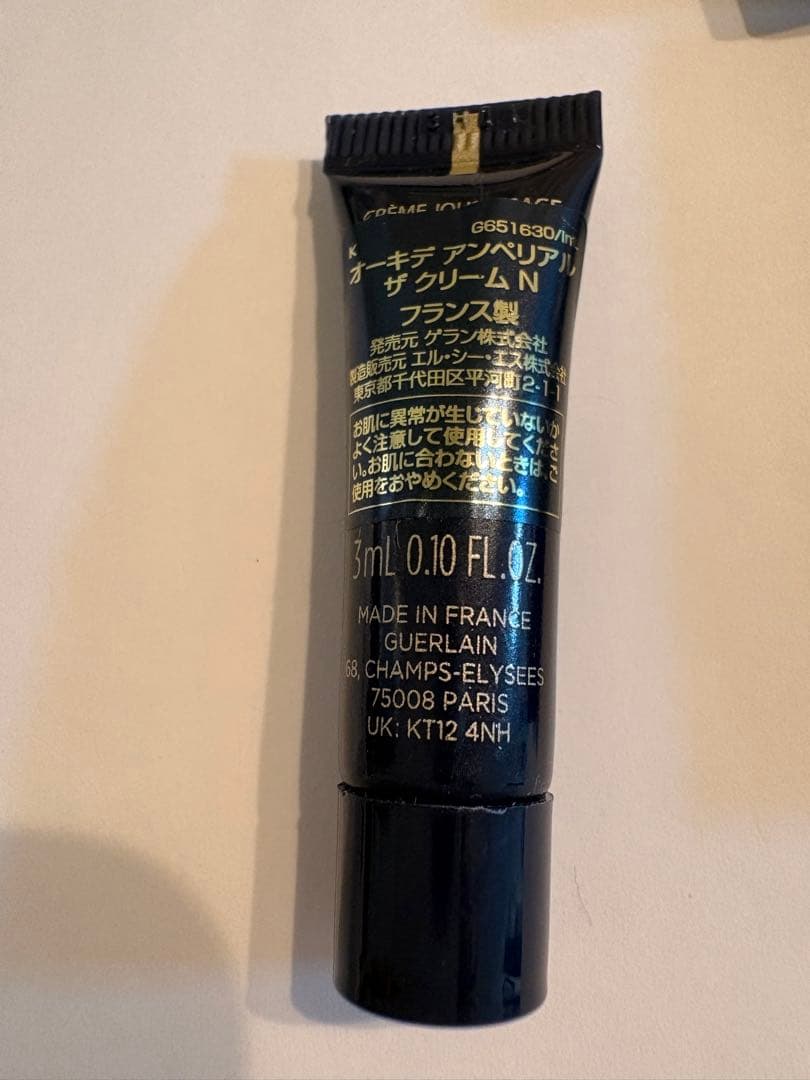 CRÈME JOUR
G651630/
K
オーキデ アンペリアル
ザ クリーム N
フランス製
発売元 ゲラン株式会社
製造販売元 エル・シー・エス株式会社
東京都千代田区平河町2-1-1
お肌に異常が生じていないか
よく注意して使用してくださ
い。お肌に合わないときは、ご
使用をおやめください。
3mL 0.10 FL.OZ.
MADE IN FRANCE
GUERLAIN
68, CHAMPS-ELYSEES
75008 PARIS
UK: KT12 4NH